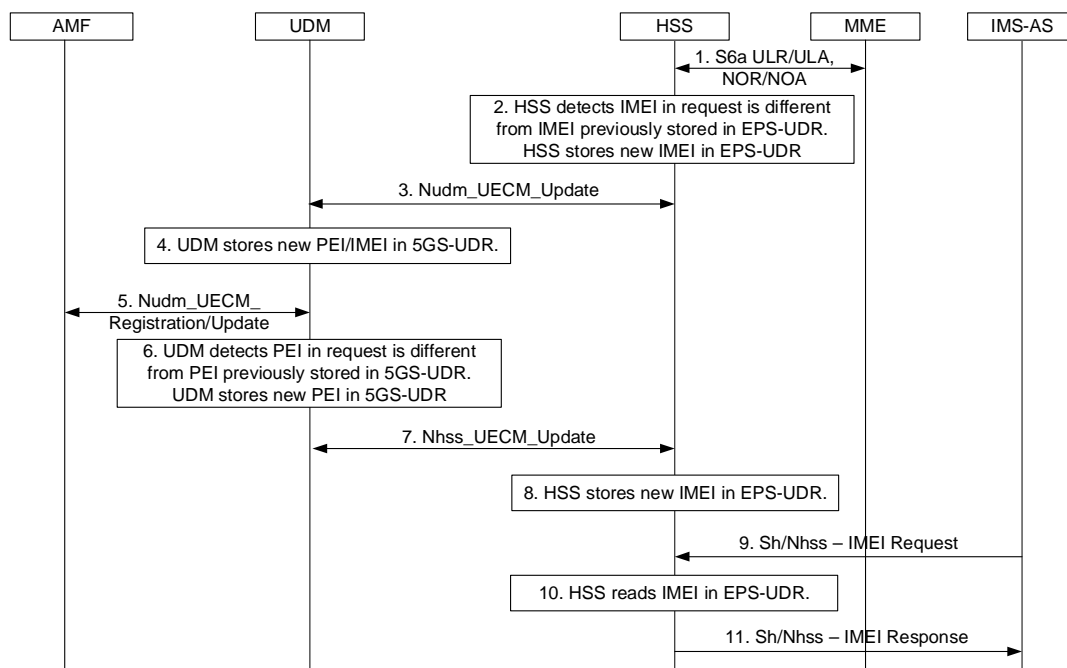 AMF
UDM
HSS
MME
IMS-AS
1. S6a ULR/ULA,
NOR/NOA
2. HSS detects IMEI in request is different
from IMEI previously stored in EPS-UDR.
HSS stores new IMEI in EPS-UDR
3. Nudm_UECM_Update
4. UDM stores new PEI/IMEI in 5GS-UDR.
5. Nudm_UECM_
Registration/Update
6. UDM detects PEI in request is different
from PEI previously stored in 5GS-UDR.
UDM stores new PEI in 5GS-UDR
7. Nhss_UECM_Update
8. HSS stores new IMEI in EPS-UDR.
9. Sh/Nhss – IMEI Request
10. HSS reads IMEI in EPS-UDR.
11. Sh/Nhss – IMEI Response